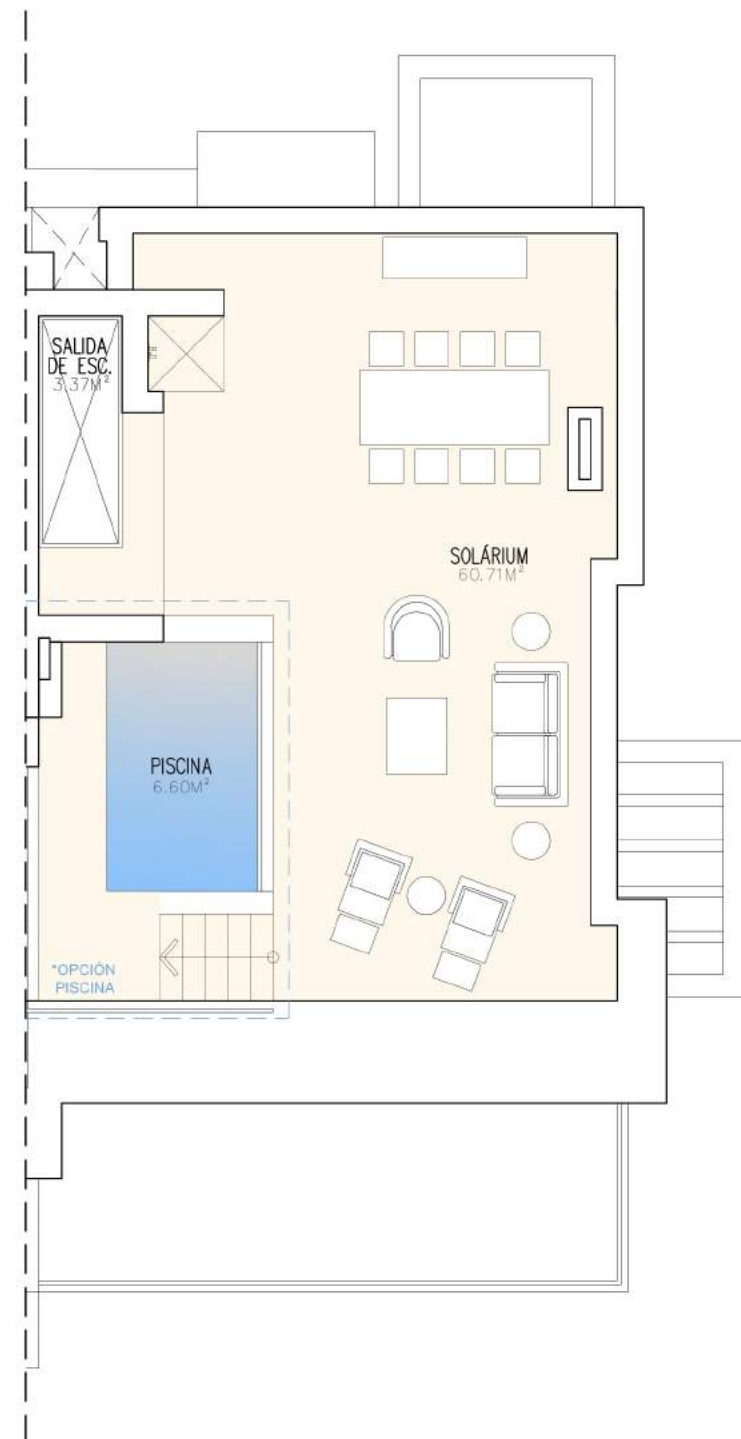 SALIDA
DE ESC.
3.37M²
SOLÁRIUM
60.71M²
PISCINA
6.60M²
*OPCIÓN
PISCINA